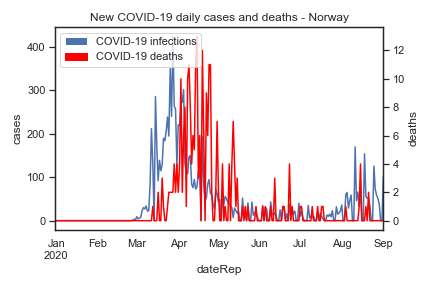 New COVID-19 daily cases and deaths - Norway
COVID-19 infections
COVID-19 deaths
400
300
200
100
0
cases
12
10
8
6
4
2
0
deaths
Jan
2020
Feb
Mar
Apr
May
Jun
Jul
Aug
Sep
dateRep